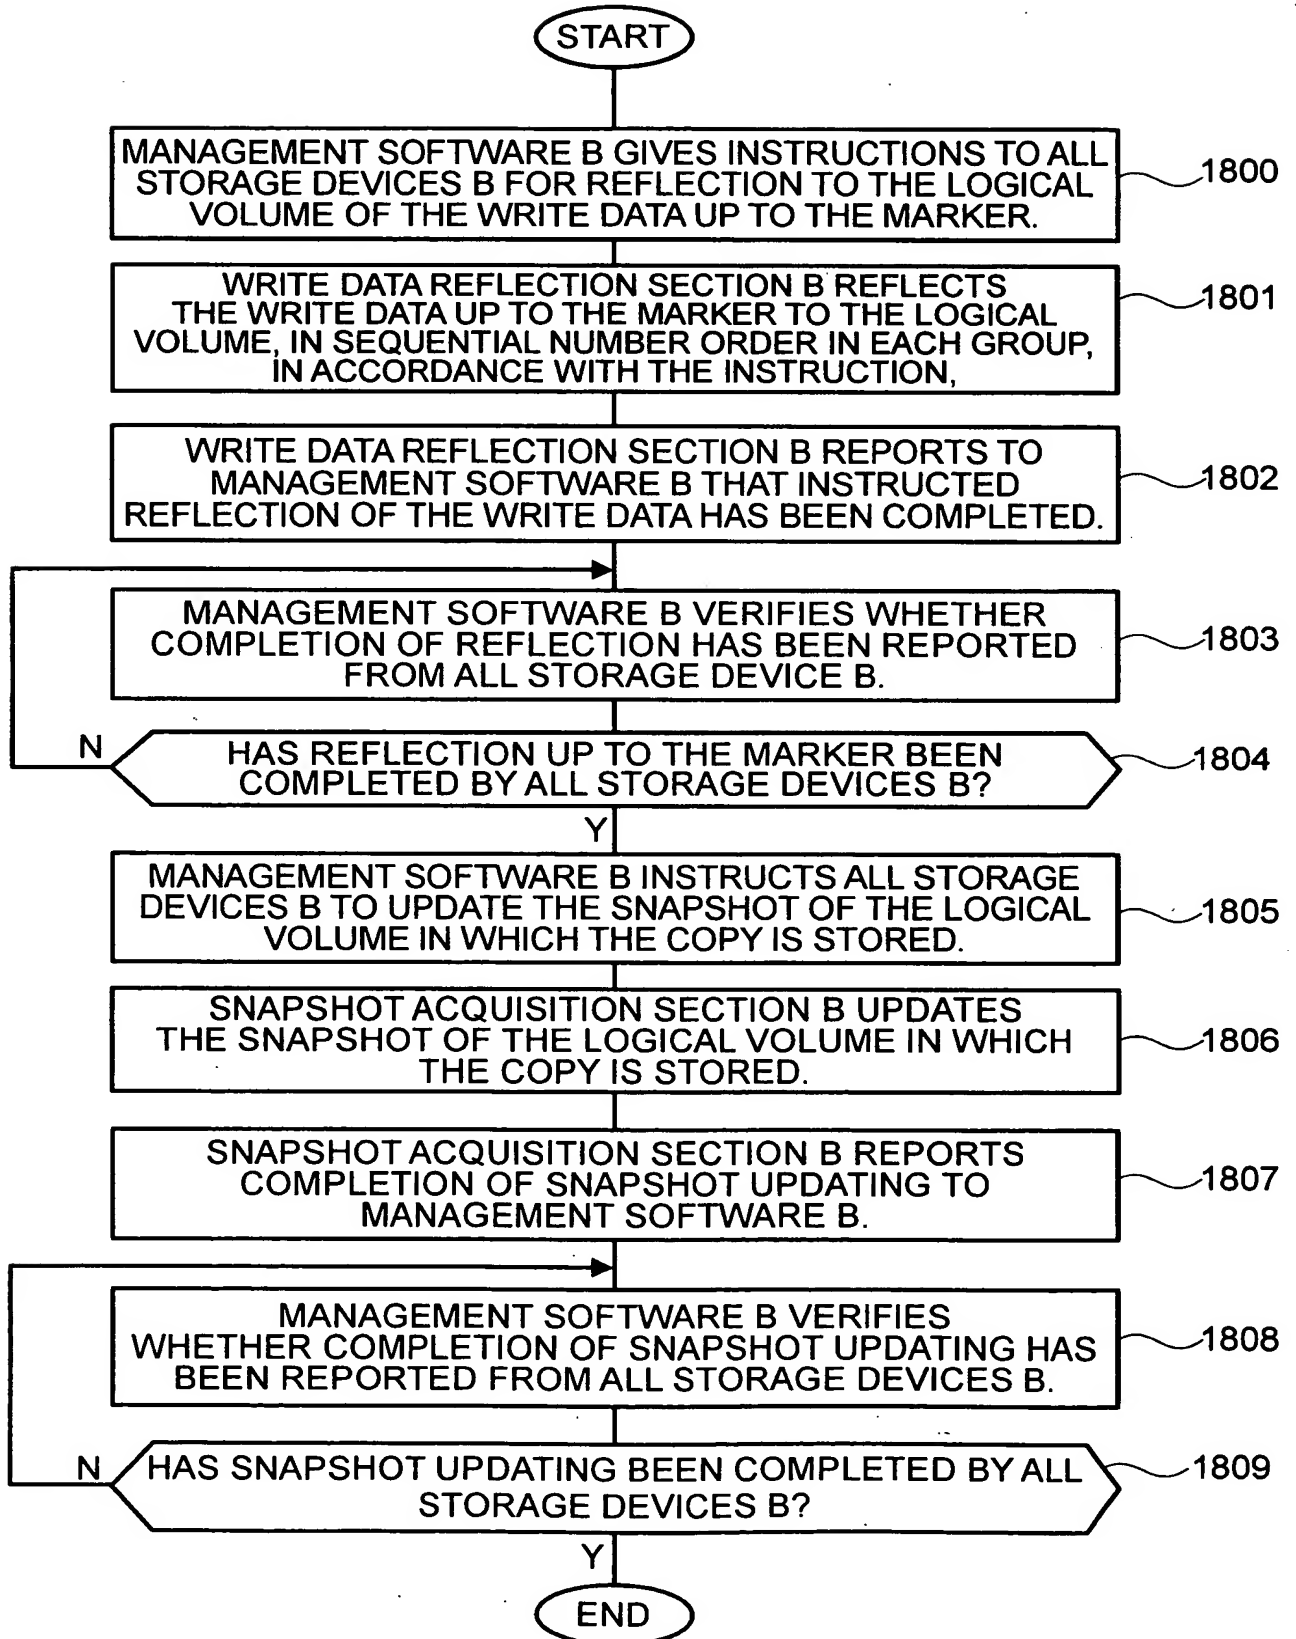 START
MANAGEMENT SOFTWARE B GIVES INSTRUCTIONS TO ALL
STORAGE DEVICES B FOR REFLECTION TO THE LOGICAL
VOLUME OF THE WRITE DATA UP TO THE MARKER.
1800
WRITE DATA REFLECTION SECTION B REFLECTS
THE WRITE DATA UP TO THE MARKER TO THE LOGICAL
VOLUME, IN SEQUENTIAL NUMBER ORDER IN EACH GROUP,
IN ACCORDANCE WITH THE INSTRUCTION,
1801
WRITE DATA REFLECTION SECTION B REPORTS TO
MANAGEMENT SOFTWARE B THAT INSTRUCTED
REFLECTION OF THE WRITE DATA HAS BEEN COMPLETED.
1802
MANAGEMENT SOFTWARE B VERIFIES WHETHER
COMPLETION OF REFLECTION HAS BEEN REPORTED
FROM ALL STORAGE DEVICE B.
1803
N
HAS REFLECTION UP TO THE MARKER BEEN
COMPLETED BY ALL STORAGE DEVICES B?
1804
Y
MANAGEMENT SOFTWARE B INSTRUCTS ALL STORAGE
DEVICES B TO UPDATE THE SNAPSHOT OF THE LOGICAL
VOLUME IN WHICH THE COPY IS STORED.
1805
SNAPSHOT ACQUISITION SECTION B UPDATES
THE SNAPSHOT OF THE LOGICAL VOLUME IN WHICH
THE COPY IS STORED.
1806
SNAPSHOT ACQUISITION SECTION B REPORTS
COMPLETION OF SNAPSHOT UPDATING TO
MANAGEMENT SOFTWARE B.
1807
MANAGEMENT SOFTWARE B VERIFIES
WHETHER COMPLETION OF SNAPSHOT UPDATING HAS
BEEN REPORTED FROM ALL STORAGE DEVICES B.
1808
N
HAS SNAPSHOT UPDATING BEEN COMPLETED BY ALL
STORAGE DEVICES B?
1809
Y
END